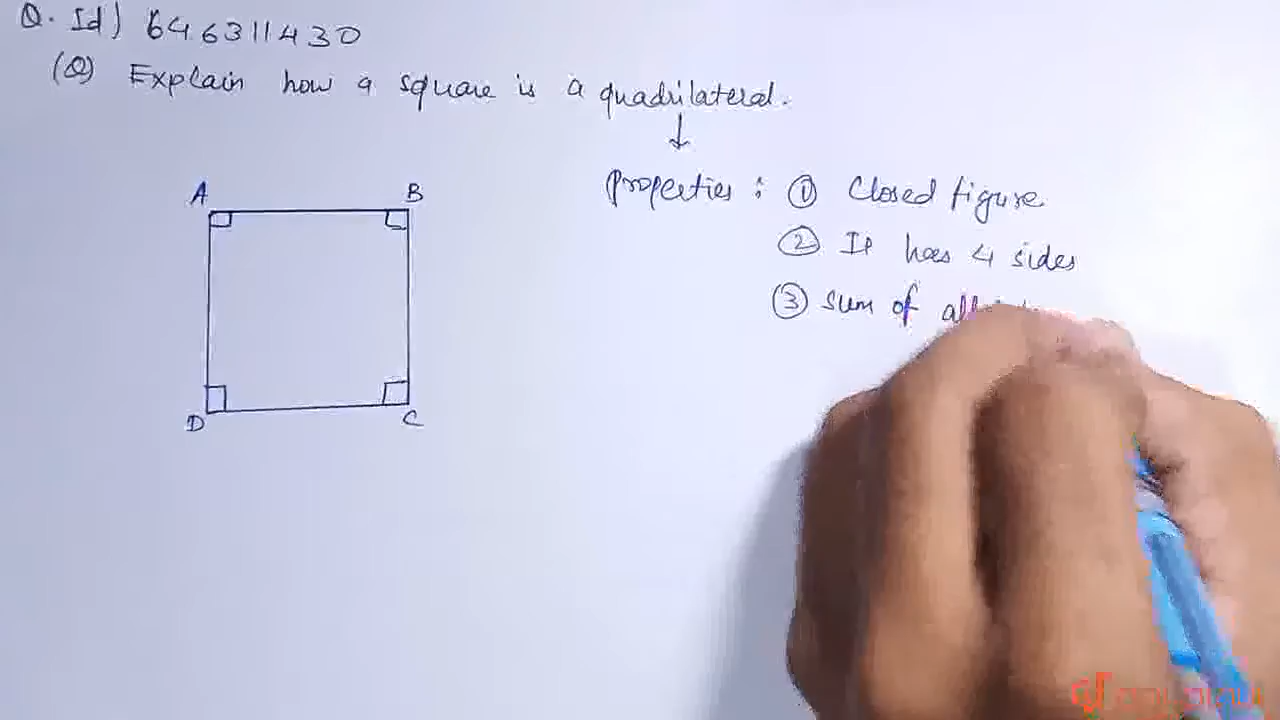 Q. Id) 646311430
(Q) Explain how a square is a quadrilateral.
↓
properties : ① Closed figure
② It has 4 sides
③ sum of all
A B
D C